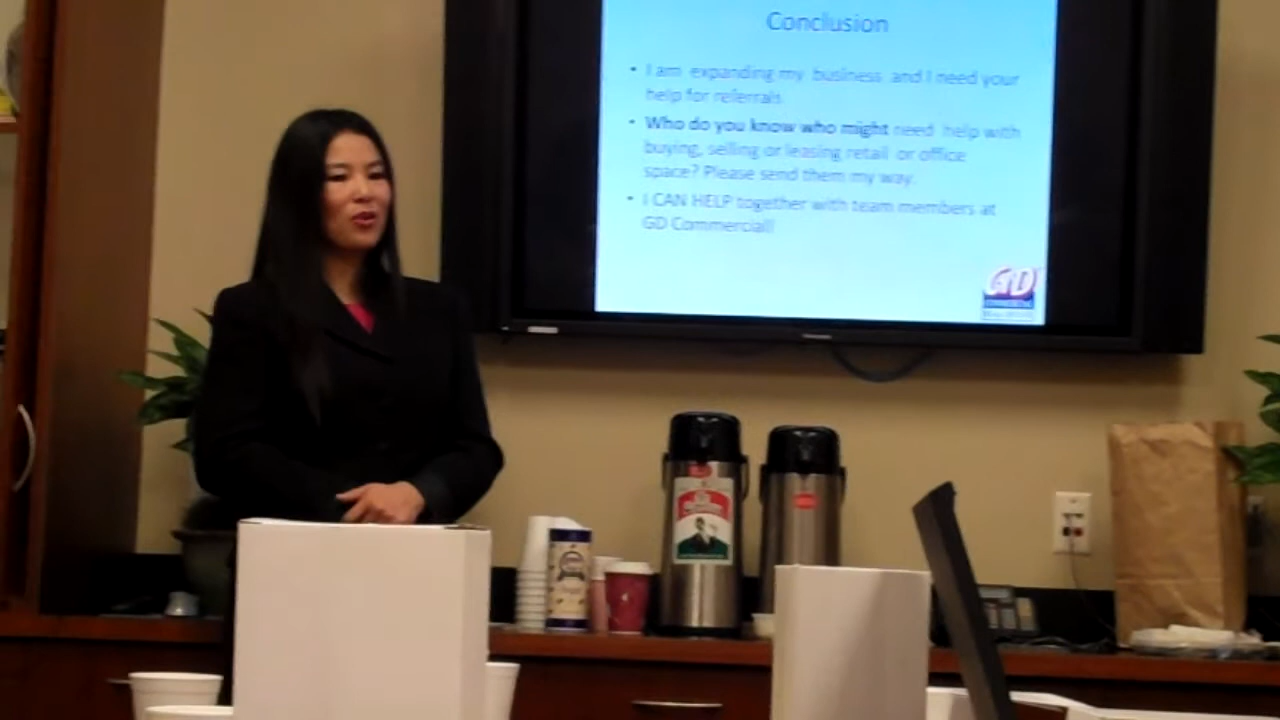 Conclusion
• I am expanding my business and I need your
help for referrals
• Who do you know who might need help with
buying, selling or leasing retail or office
space? Please send them my way.
• I CAN HELP together with team members at
GD Commercial!
GD